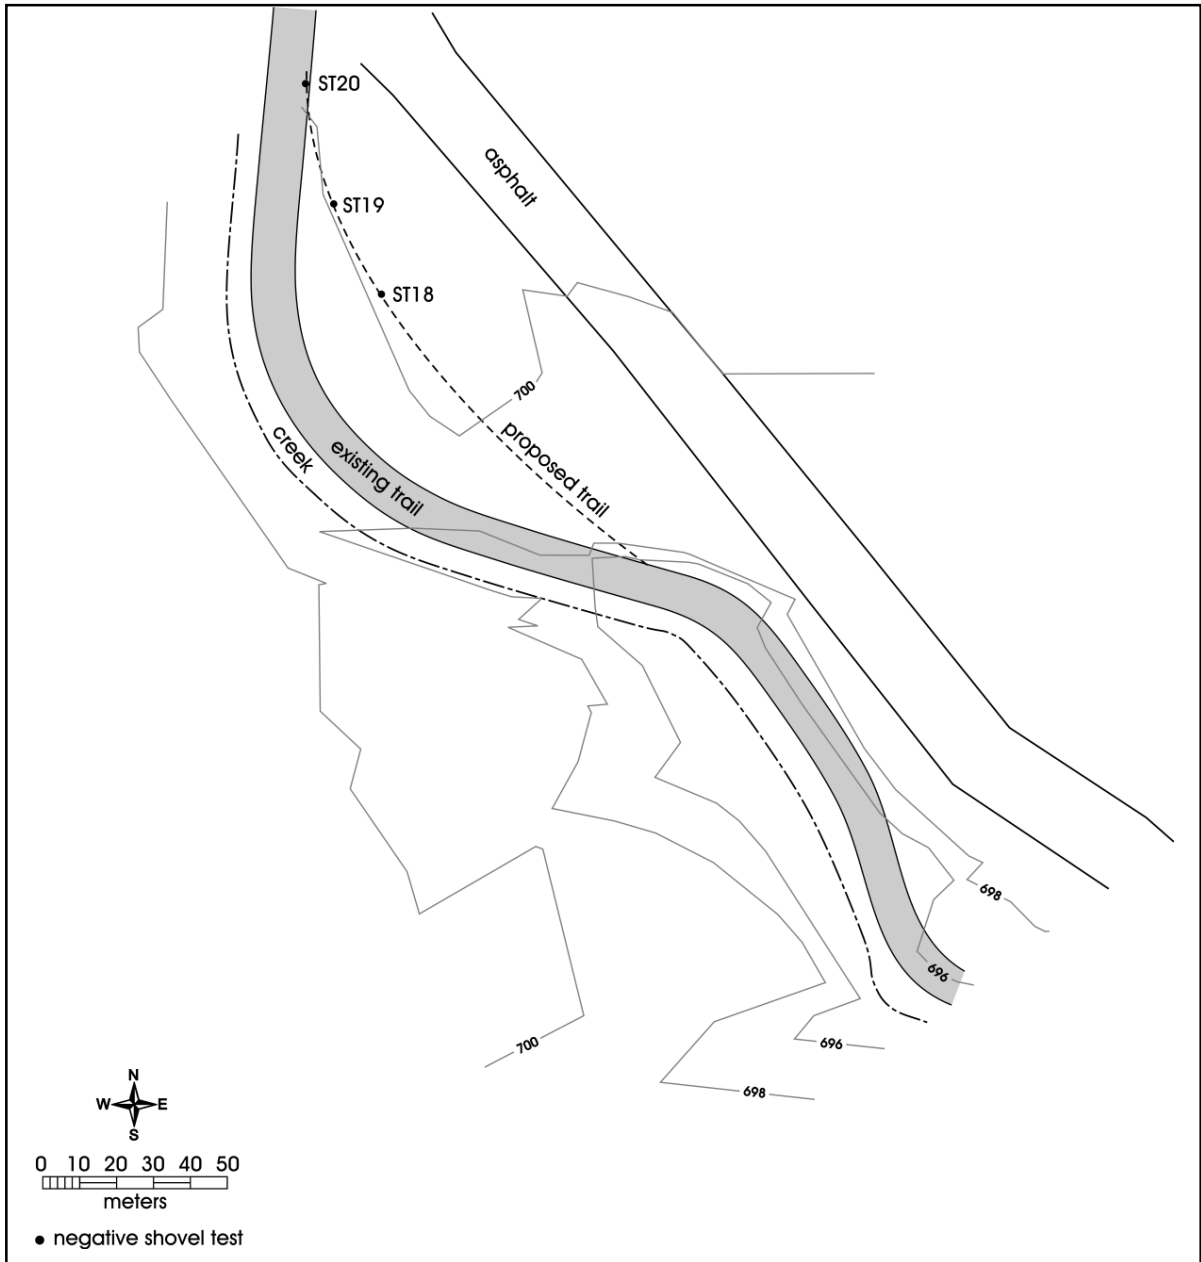 ST20
asphalt
ST19
ST18
700
proposed trail
creek
existing trail
698
696
700
696
698
N
W E
S
0 10 20 30 40 50
meters
negative shovel test